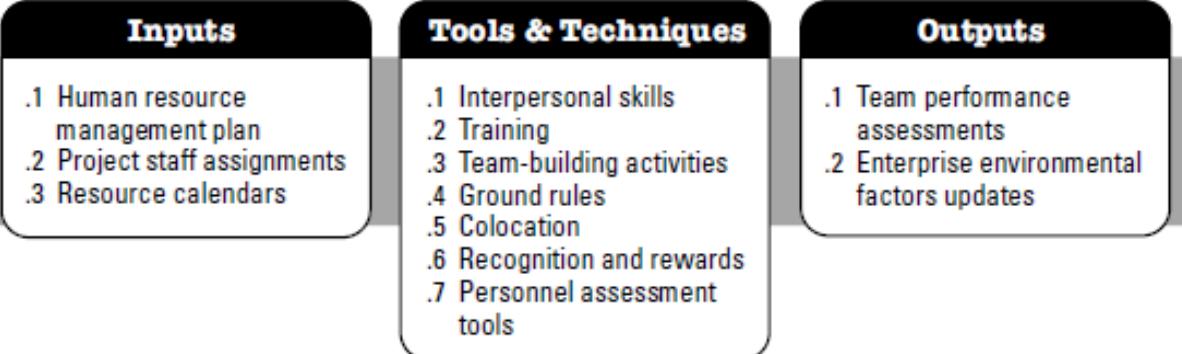 Inputs
.1 Human resource
management plan
.2 Project staff assignments
.3 Resource calendars
Tools & Techniques
.1 Interpersonal skills
.2 Training
.3 Team-building activities
.4 Ground rules
.5 Colocation
.6 Recognition and rewards
.7 Personnel assessment
tools
Outputs
.1 Team performance
assessments
.2 Enterprise environmental
factors updates